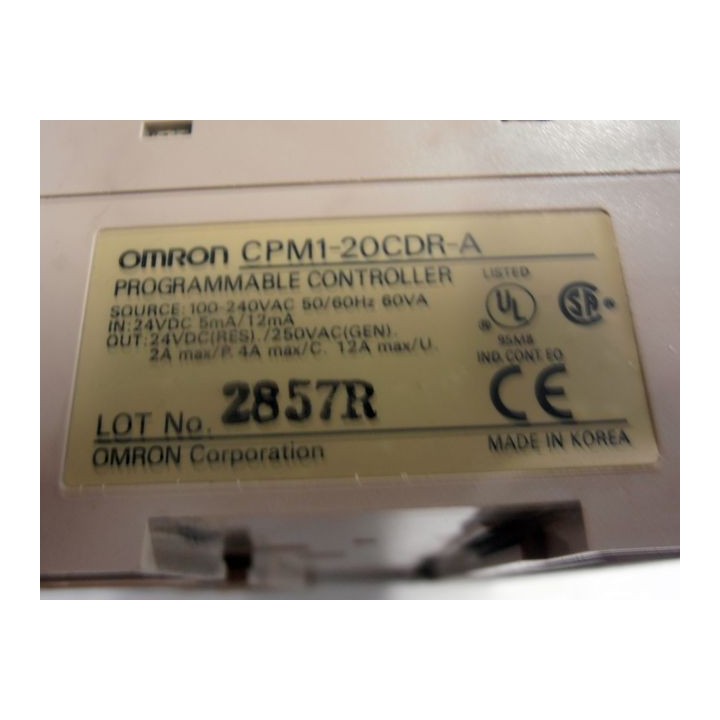 OMRON CPM1-20CDR-A
PROGRAMMABLE CONTROLLER
SOURCE: 100-240VAC 50/60Hz 60VA
IN: 24VDC 5mA/12mA
OUT: 24VDC(RES)./250VAC(GEN).
2A max/P. 4A max/C. 12A max/U.
LISTED
UL
®
95M8
IND. CONT. EQ
CE
LOT No. 2857R
OMRON Corporation
MADE IN KOREA